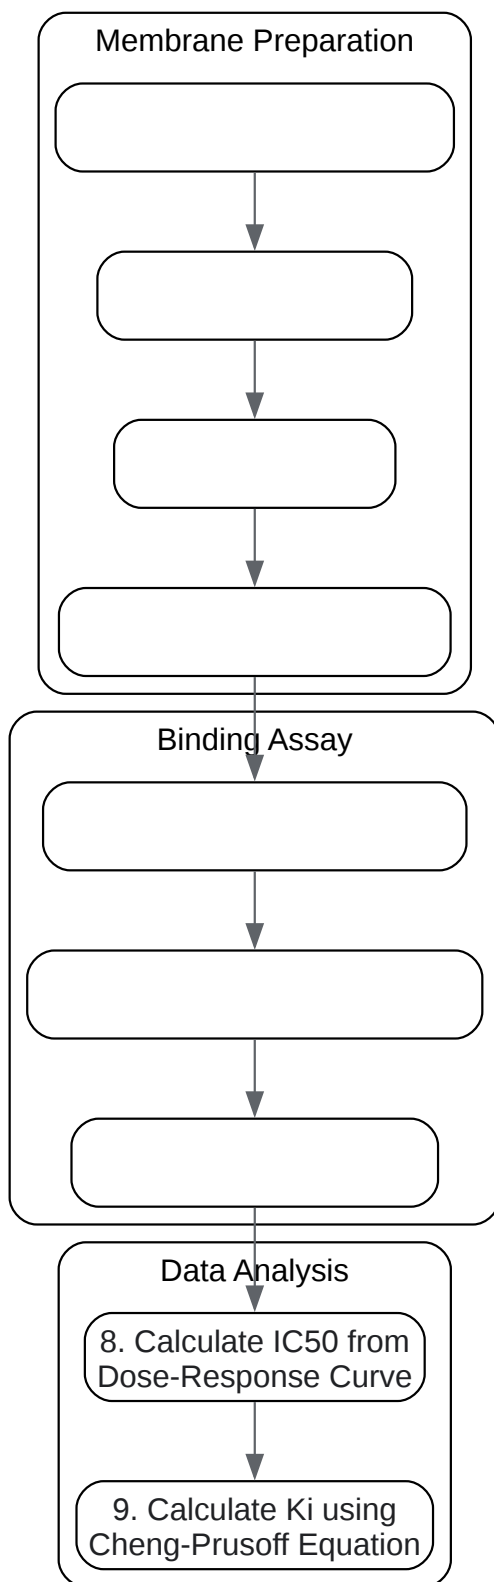 Membrane Preparation
Binding Assay
Data Analysis
8. Calculate IC50 from
Dose-Response Curve
9. Calculate Ki using
Cheng-Prusoff Equation